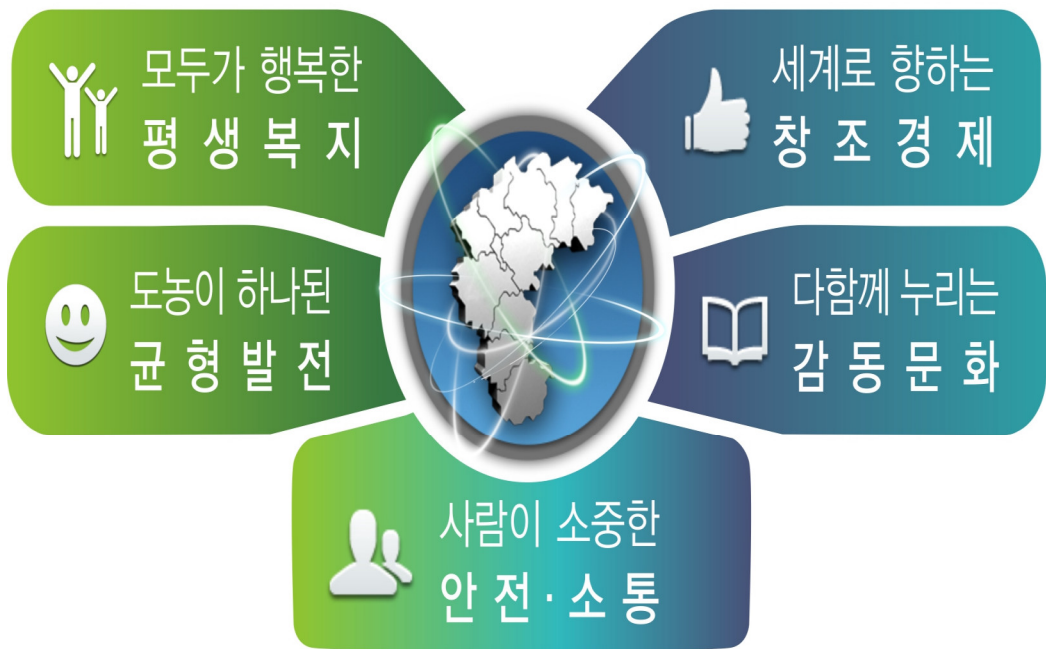 모두가 행복한
평 생 복 지
세계로 향하는
창 조 경 제
도농이 하나된
균 형 발 전
다함께 누리는
감 동 문 화
사람이 소중한
안 전 · 소 통